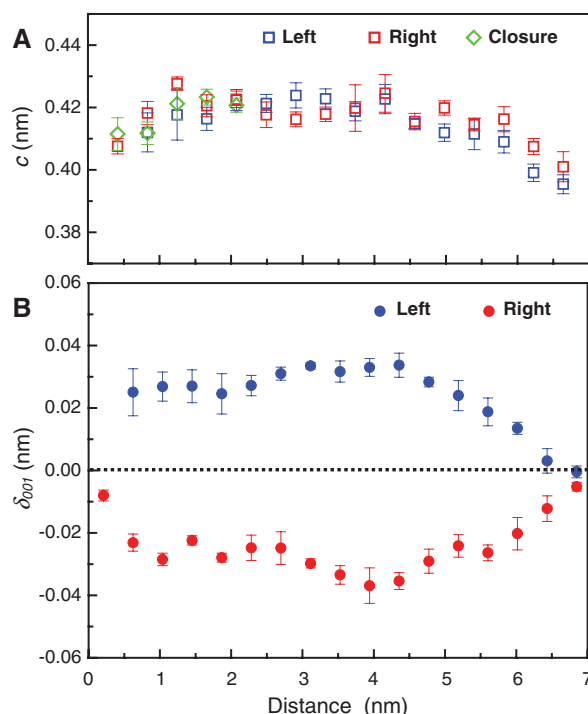 A
Left Right Closure
c (nm)
0.44
0.42
0.40
0.38
B
Left Right
δ001 (nm)
0.06
0.04
0.02
0.00
-0.02
-0.04
-0.06
0 1 2 3 4 5 6 7
Distance (nm)